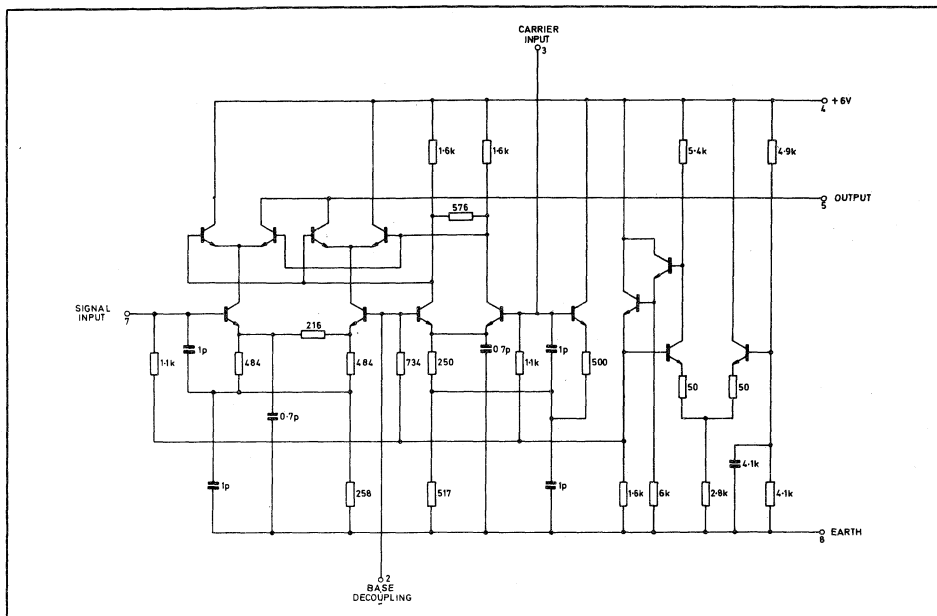 CARRIER
INPUT
3
+6V
4
1·6k
1·6k
5·4k
4·9k
OUTPUT
5
576
SIGNAL
INPUT
7
216
1p
484
484
734
250
0·7p
1·1k
1p
500
1·1k
50
50
0·7p
4·1k
1p
258
517
1p
1·6k
6k
2·8k
4·1k
EARTH
8
2
BASE
DECOUPLING